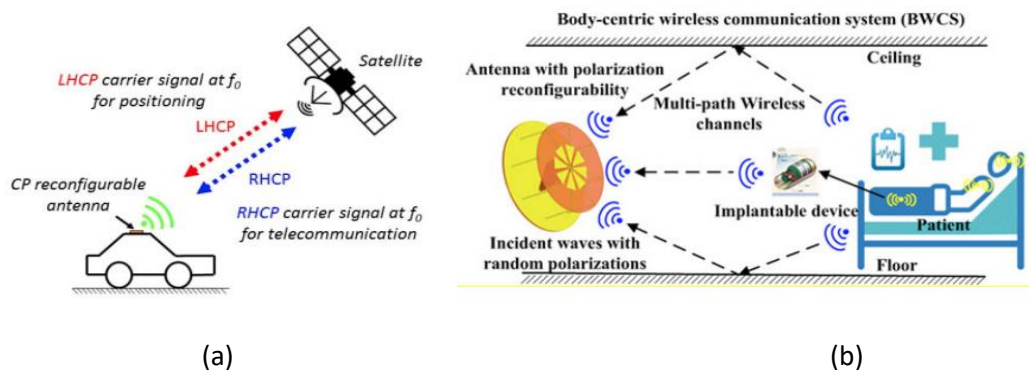 LHCP carrier signal at f0
for positioning
Satellite
LHCP
RHCP
CP reconfigurable
antenna
RHCP carrier signal at f0
for telecommunication
(a)
Body-centric wireless communication system (BWCS)
Ceiling
Antenna with polarization
reconfigurability
Multi-path Wireless
channels
Implantable device
Patient
Incident waves with
random polarizations
Floor
(b)